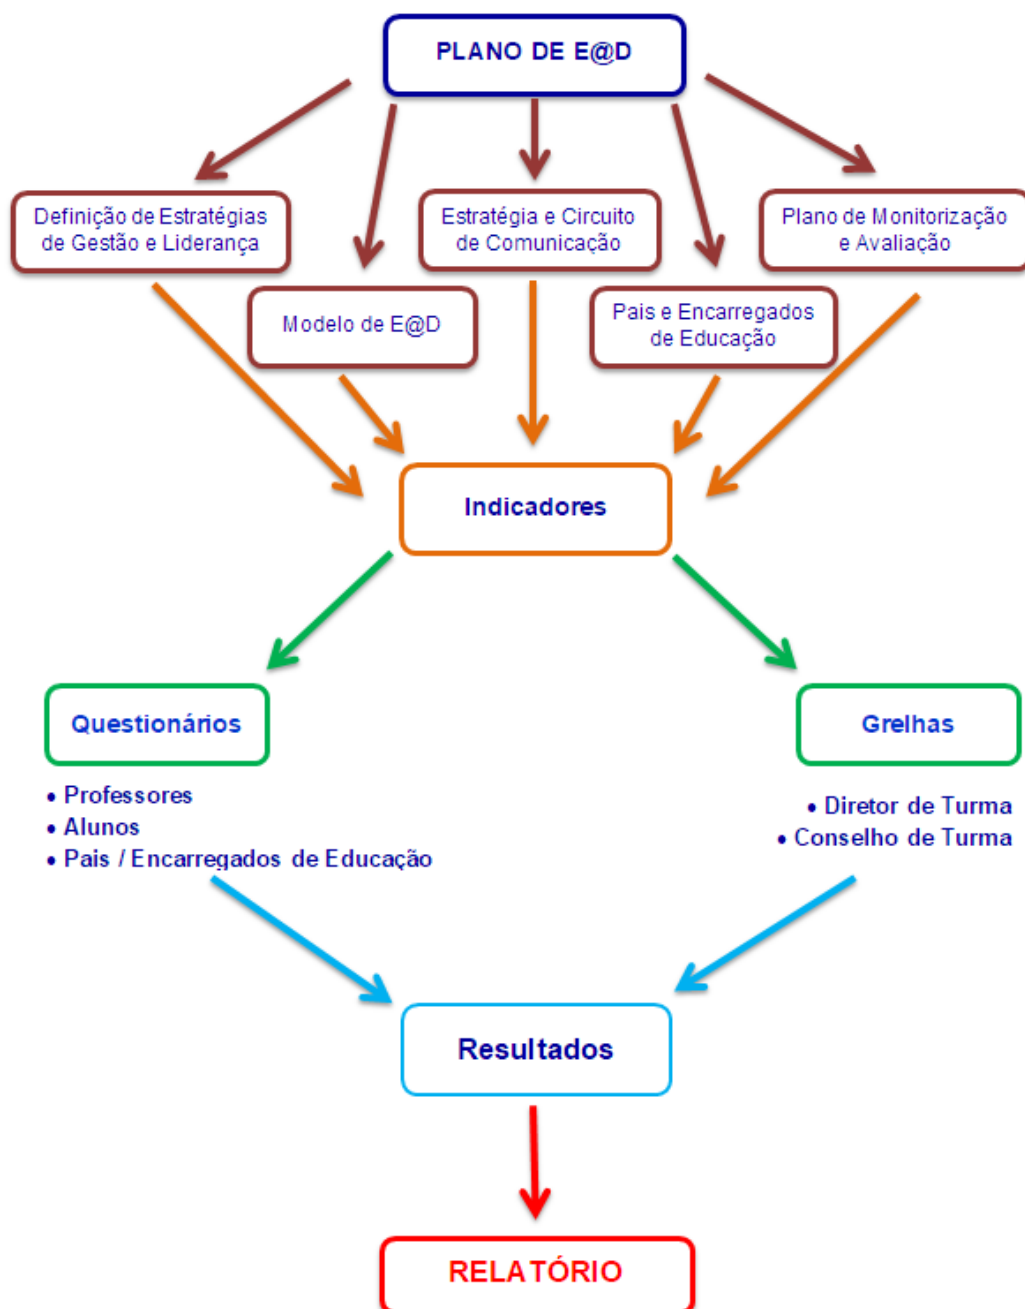 PLANO DE E@D
Definição de Estratégias
de Gestão e Liderança
Estratégia e Circuito
de Comunicação
Plano de Monitorização
e Avaliação
Modelo de E@D
Pais e Encarregados
de Educação
Indicadores
Questionários
Grelhas
• Professores
• Alunos
• Pais / Encarregados de Educação
• Diretor de Turma
• Conselho de Turma
Resultados
RELATÓRIO